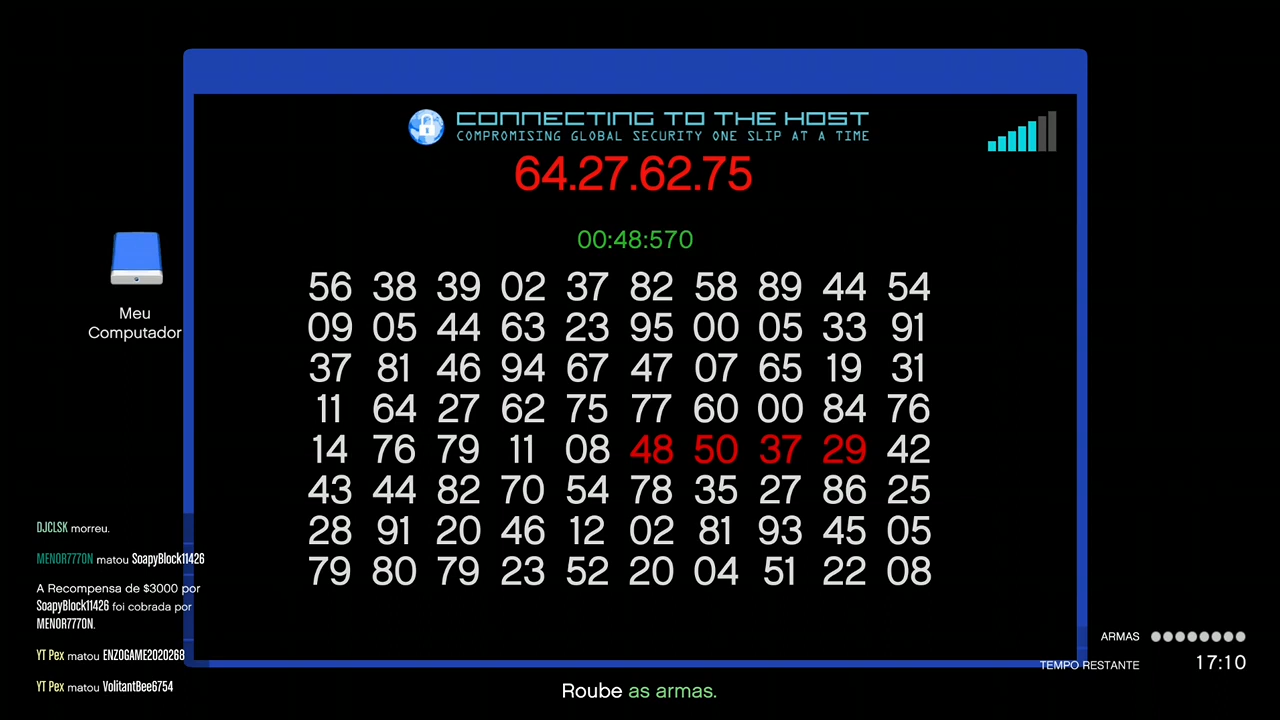 CONNECTING TO THE HOST
COMPROMISING GLOBAL SECURITY ONE SLIP AT A TIME
64.27.62.75
00:48:570
56 38 39 02 37 82 58 89 44 54
09 05 44 63 23 95 00 05 33 91
37 81 46 94 67 47 07 65 19 31
11 64 27 62 75 77 60 00 84 76
14 76 79 11 08 48 50 37 29 42
43 44 82 70 54 78 35 27 86 25
28 91 20 46 12 02 81 93 45 05
79 80 79 23 52 20 04 51 22 08
Meu
Computador
DJCLSK morreu.
MENOR777ON matou SoapyBlock11426
A Recompensa de $3000 por
SoapyBlock11426 foi cobrada por
MENOR777ON.
YT Pex matou ENZOGAME2020268
YT Pex matou VolitantBee6754
ARMAS
TEMPO RESTANTE 17:10
Roube as armas.